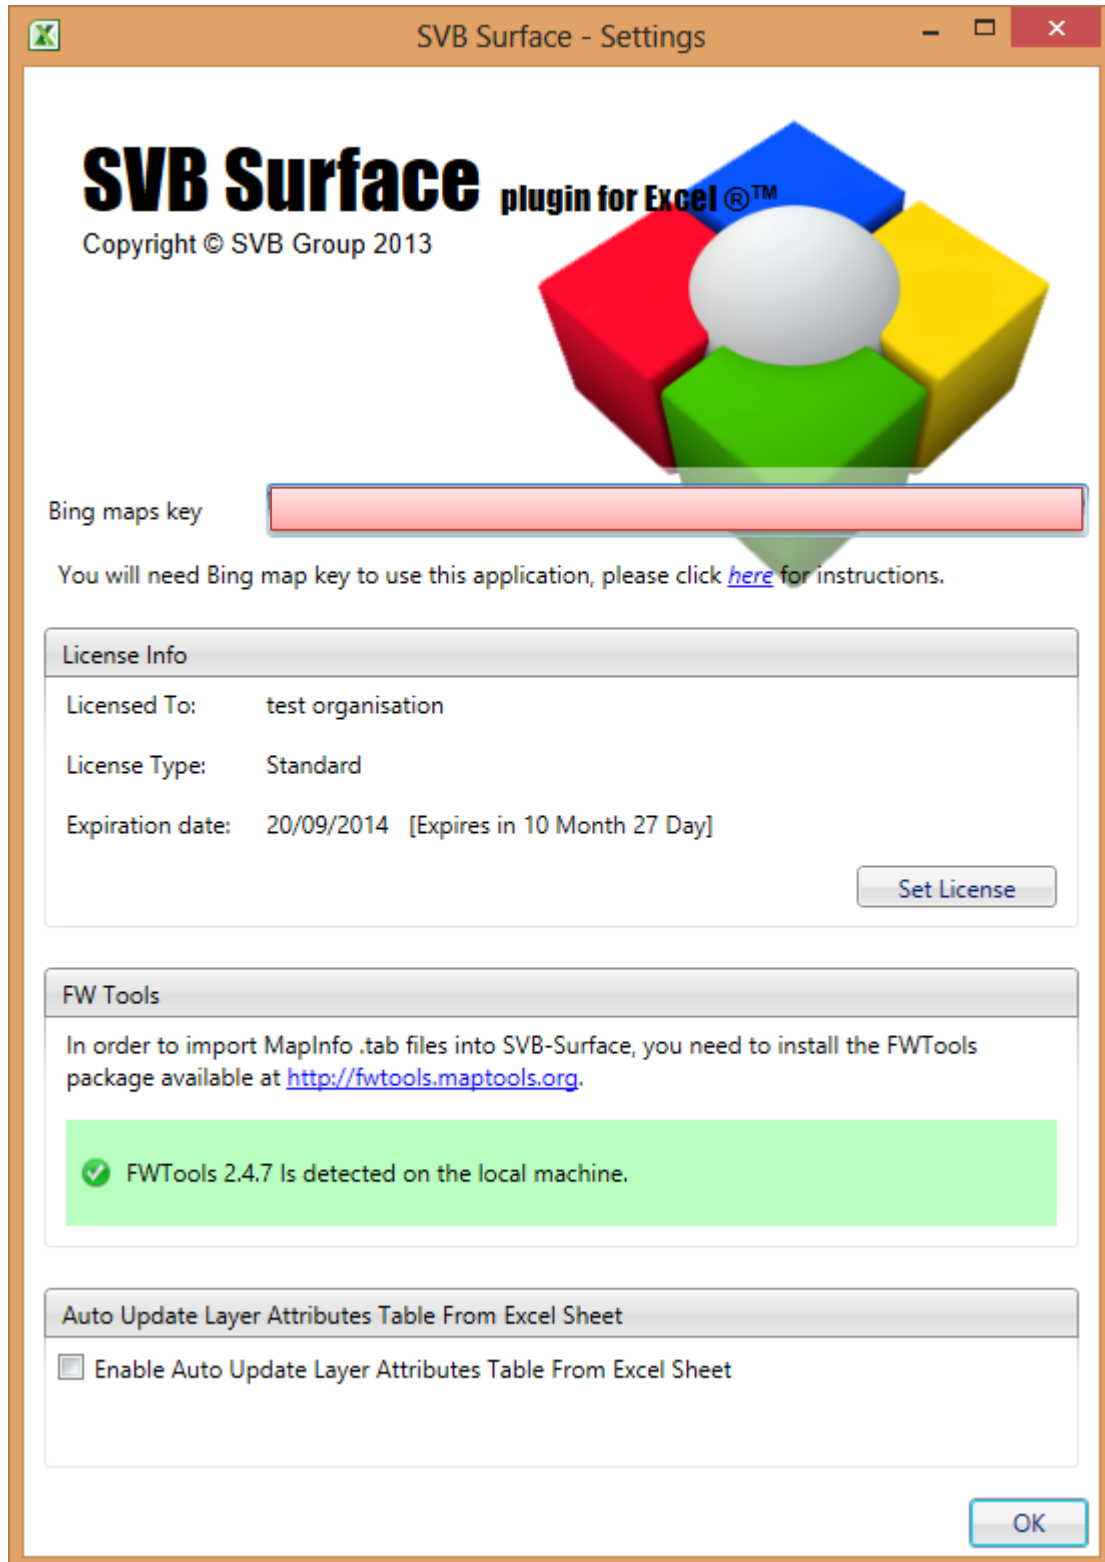 SVB Surface - Settings
SVB Surface plugin for Excel ®™
Copyright © SVB Group 2013
Bing maps key
You will need Bing map key to use this application, please click here for instructions.
License Info
Licensed To: test organisation
License Type: Standard
Expiration date: 20/09/2014 [Expires in 10 Month 27 Day]
Set License
FW Tools
In order to import MapInfo .tab files into SVB-Surface, you need to install the FWTools
package available at http://fwtools.maptools.org.
FWTools 2.4.7 Is detected on the local machine.
Auto Update Layer Attributes Table From Excel Sheet
Enable Auto Update Layer Attributes Table From Excel Sheet
OK